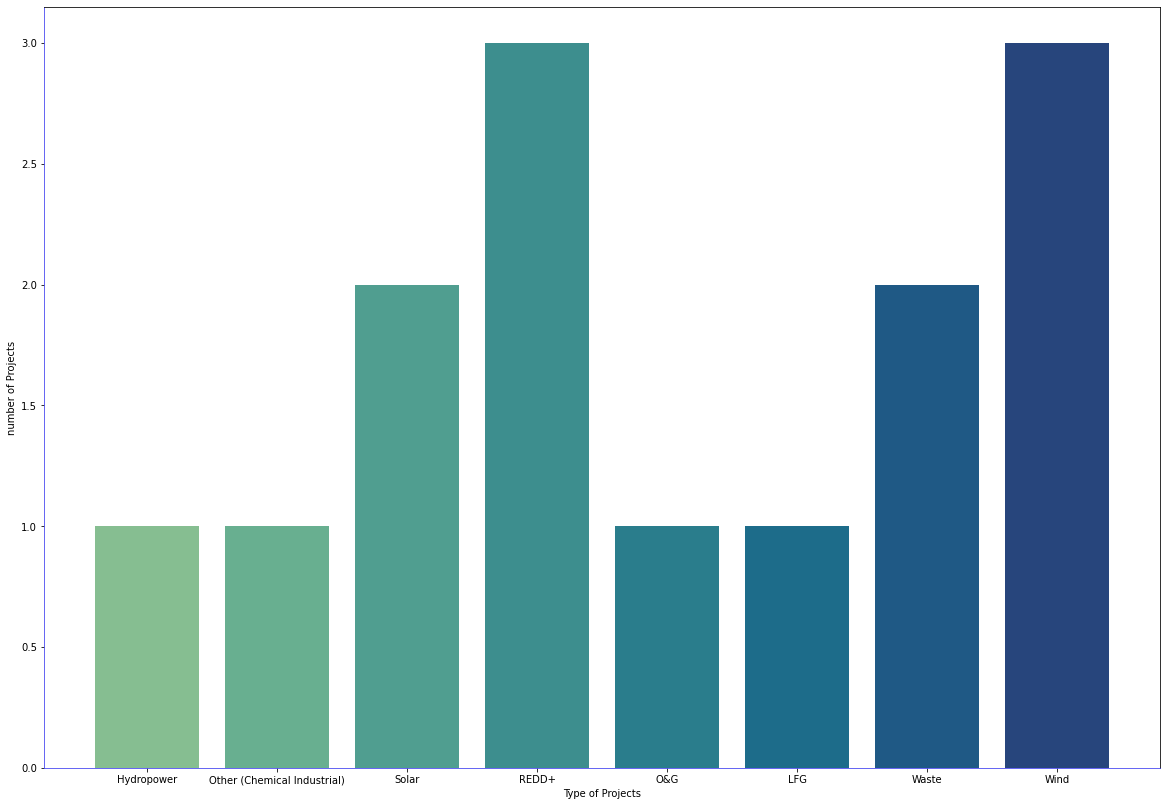 3.0
2.5
2.0
1.5
1.0
0.5
0.0
number of Projects
Hydropower Other (Chemical Industrial) Solar REDD+ O&G LFG Waste Wind
Type of Projects